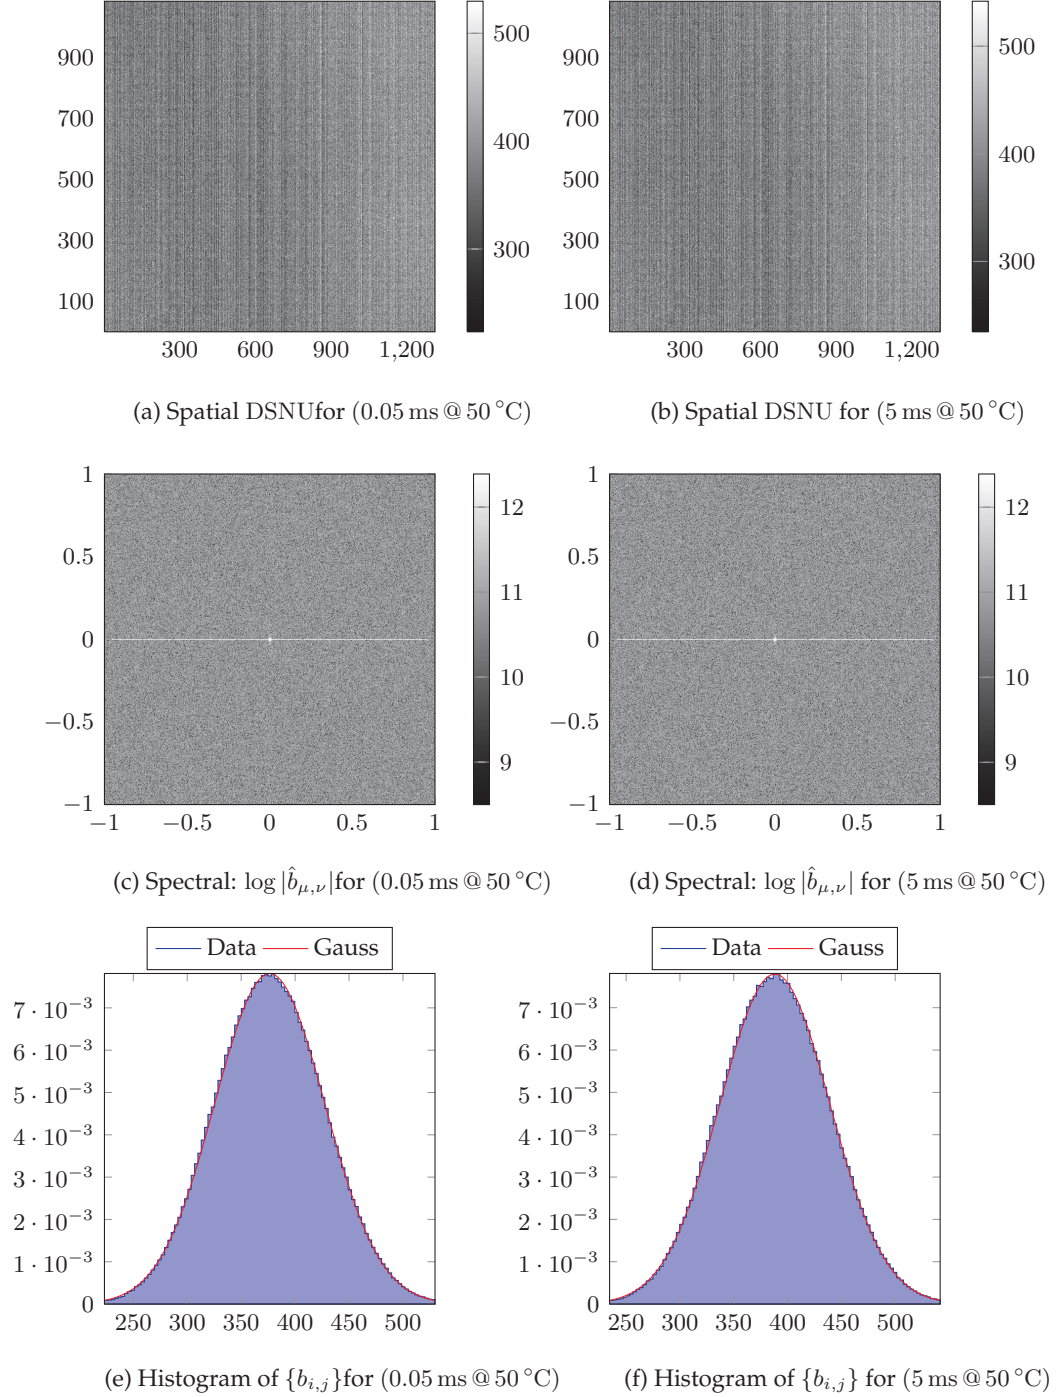 900
700
500
300
100
300 600 900 1,200
500
400
300
(a) Spatial DSNUfor (0.05 ms @ 50 °C)
900
700
500
300
100
300 600 900 1,200
500
400
300
(b) Spatial DSNU for (5 ms @ 50 °C)
1
0.5
0
−0.5
−1
−1 −0.5 0 0.5 1
12
11
10
9
(c) Spectral: log |b̂μ,ν|for (0.05 ms @ 50 °C)
1
0.5
0
−0.5
−1
−1 −0.5 0 0.5 1
12
11
10
9
(d) Spectral: log |b̂μ,ν| for (5 ms @ 50 °C)
Data Gauss
7 · 10⁻³
6 · 10⁻³
5 · 10⁻³
4 · 10⁻³
3 · 10⁻³
2 · 10⁻³
1 · 10⁻³
0
250 300 350 400 450 500
(e) Histogram of {bi,j}for (0.05 ms @ 50 °C)
Data Gauss
7 · 10⁻³
6 · 10⁻³
5 · 10⁻³
4 · 10⁻³
3 · 10⁻³
2 · 10⁻³
1 · 10⁻³
0
250 300 350 400 450 500
(f) Histogram of {bi,j} for (5 ms @ 50 °C)